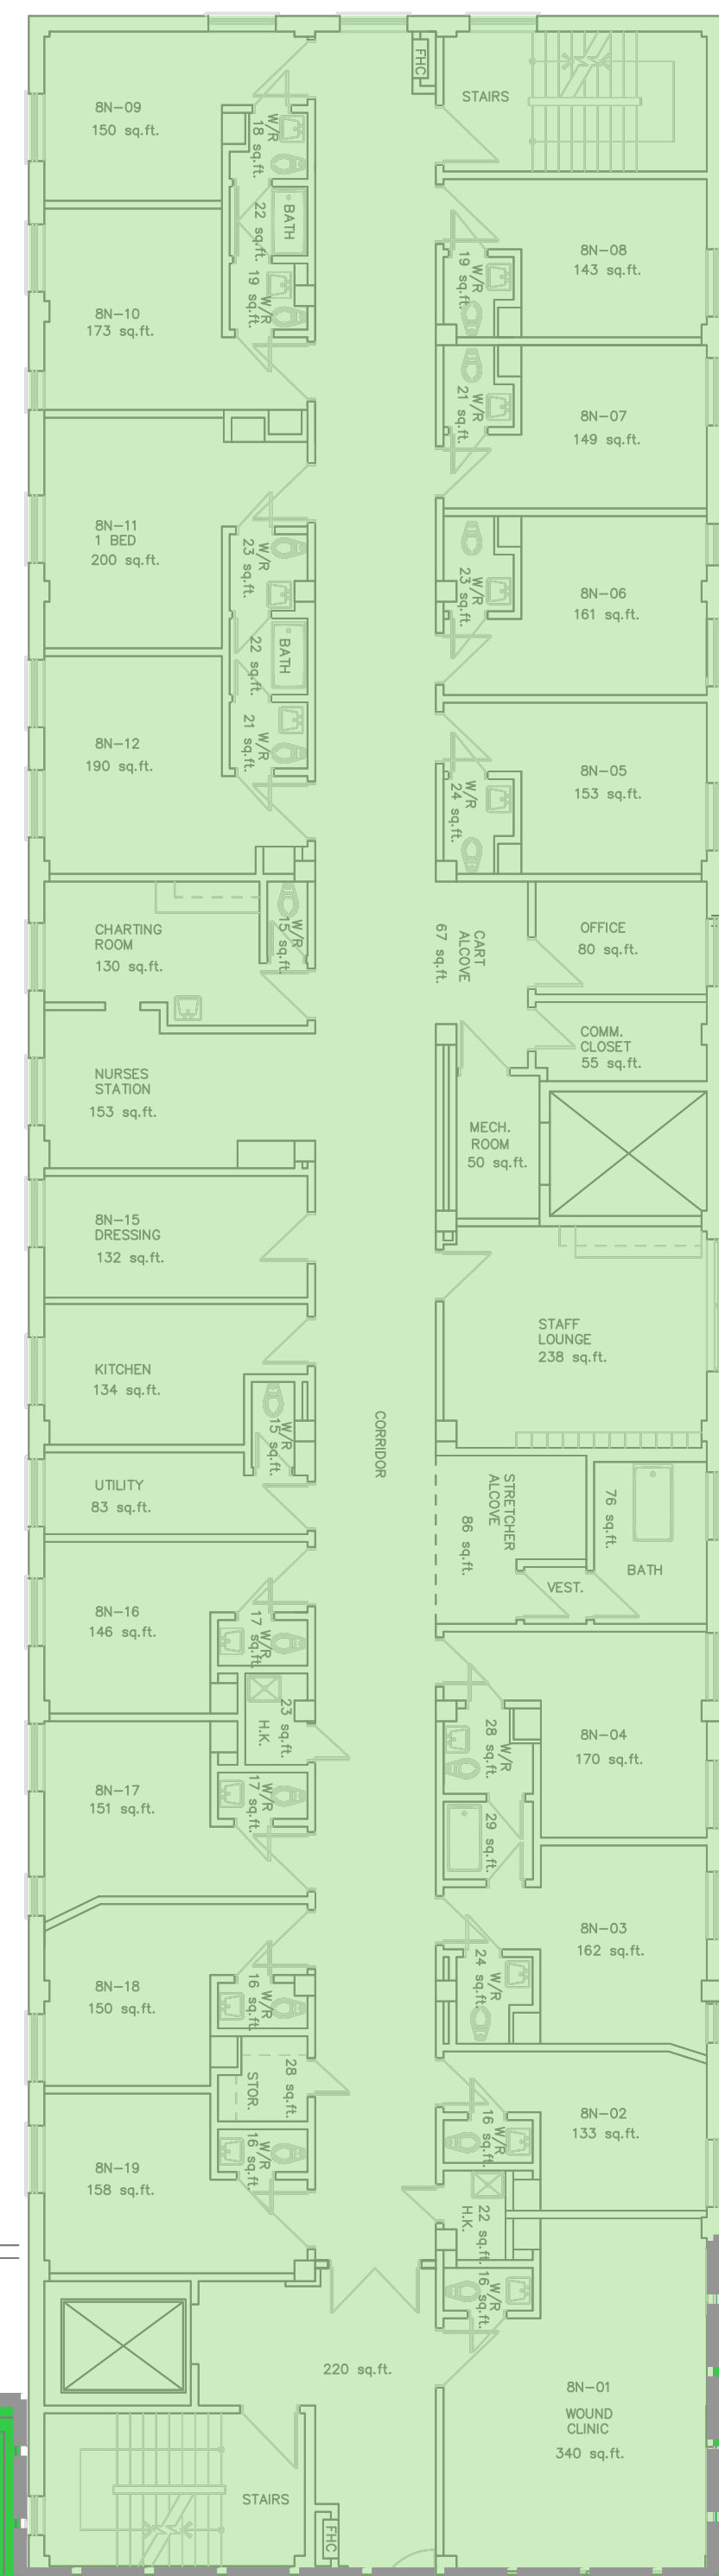 FHC
STAIRS
8N-09
150 sq.ft.
W/R
18 sq.ft.
BATH
22 sq.ft.
W/R
19 sq.ft.
8N-10
173 sq.ft.
8N-08
143 sq.ft.
W/R
19 sq.ft.
W/R
21 sq.ft.
8N-07
149 sq.ft.
8N-11
1 BED
200 sq.ft.
W/R
23 sq.ft.
BATH
22 sq.ft.
W/R
21 sq.ft.
W/R
23 sq.ft.
8N-06
161 sq.ft.
8N-12
190 sq.ft.
W/R
24 sq.ft.
8N-05
153 sq.ft.
CHARTING
ROOM
130 sq.ft.
W/R
15 sq.ft.
CART
ALCOVE
67 sq.ft.
OFFICE
80 sq.ft.
COMM.
CLOSET
55 sq.ft.
NURSES
STATION
153 sq.ft.
MECH.
ROOM
50 sq.ft.
8N-15
DRESSING
132 sq.ft.
STAFF
LOUNGE
238 sq.ft.
KITCHEN
134 sq.ft.
W/R
15 sq.ft.
CORRIDOR
UTILITY
83 sq.ft.
STRETCHER
ALCOVE
86 sq.ft.
76 sq.ft.
BATH
VEST.
8N-16
146 sq.ft.
W/R
17 sq.ft.
23 sq.ft.
H.K.
8N-04
170 sq.ft.
W/R
28 sq.ft.
8N-17
151 sq.ft.
W/R
17 sq.ft.
29 sq.ft.
8N-03
162 sq.ft.
W/R
24 sq.ft.
8N-18
150 sq.ft.
W/R
16 sq.ft.
28 sq.ft.
STOR.
8N-02
133 sq.ft.
W/R
16 sq.ft.
8N-19
158 sq.ft.
W/R
16 sq.ft.
22 sq.ft.
H.K.
W/R
16 sq.ft.
220 sq.ft.
8N-01
WOUND
CLINIC
340 sq.ft.
STAIRS
FHC